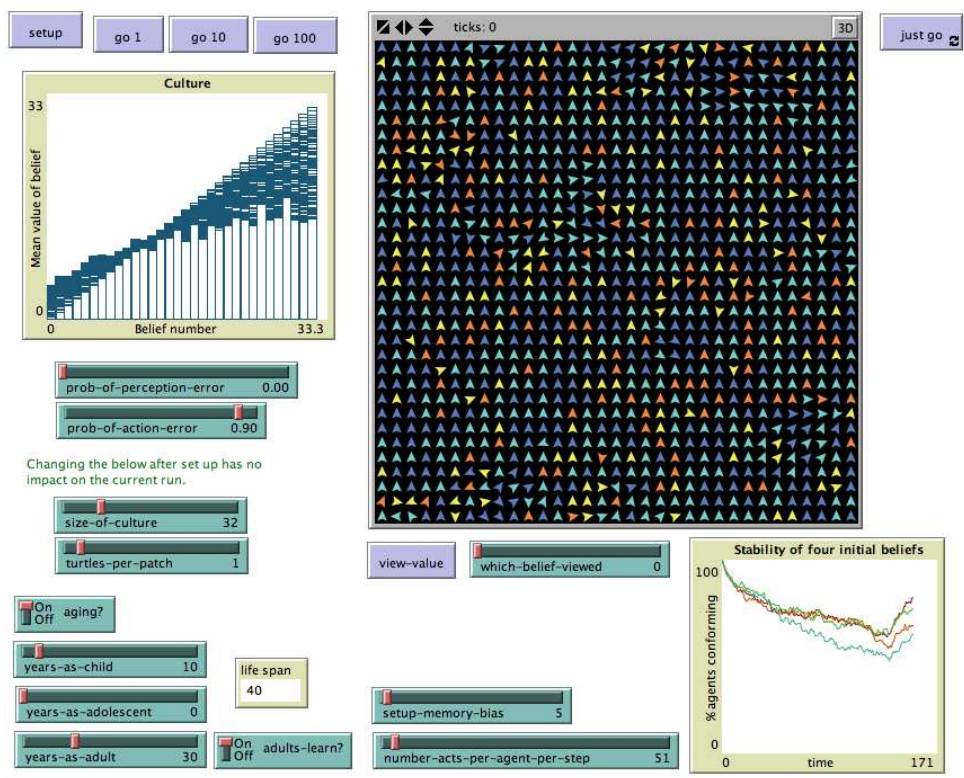 setup
go 1
go 10
go 100
ticks: 0
3D
just go
Culture
33
Mean value of belief
0
0
Belief number
33.3
prob-of-perception-error 0.00
prob-of-action-error 0.90
Changing the below after set up has no
impact on the current run.
size-of-culture 32
turtles-per-patch 1
On
Off
aging?
years-as-child 10
years-as-adolescent 0
years-as-adult 30
life span
40
On
Off
adults-learn?
view-value
which-belief-viewed 0
setup-memory-bias 5
number-acts-per-agent-per-step 51
Stability of four initial beliefs
100
% agents conforming
0
0
time
171